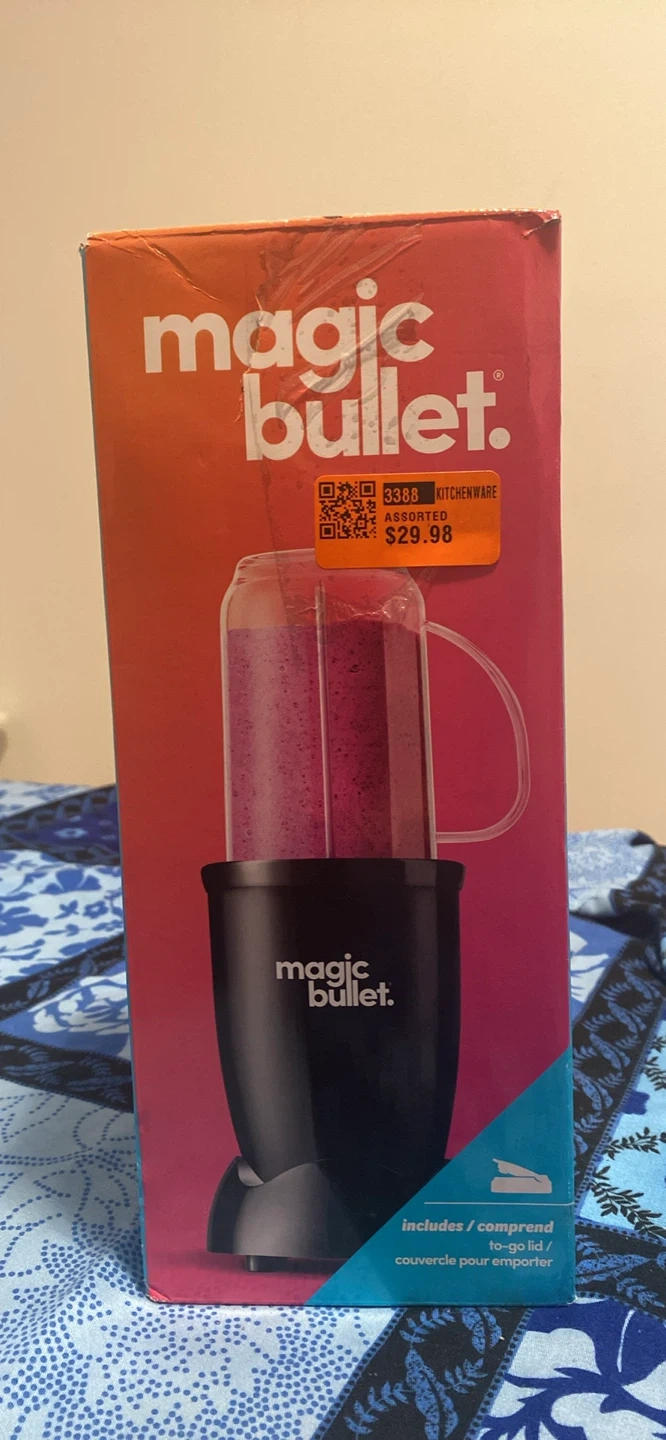 magic
bullet.®
3388 KITCHENWARE
ASSORTED
$29.98
magic
bullet.
includes / comprend
to-go lid /
couvercle pour emporter